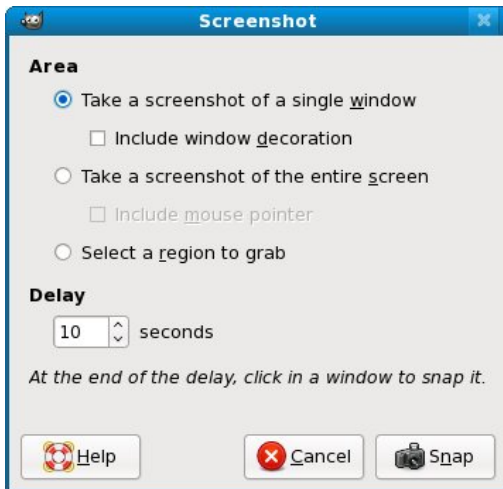 Screenshot
Area
Take a screenshot of a single window
Include window decoration
Take a screenshot of the entire screen
Include mouse pointer
Select a region to grab
Delay
10 seconds
At the end of the delay, click in a window to snap it.
Help Cancel Snap